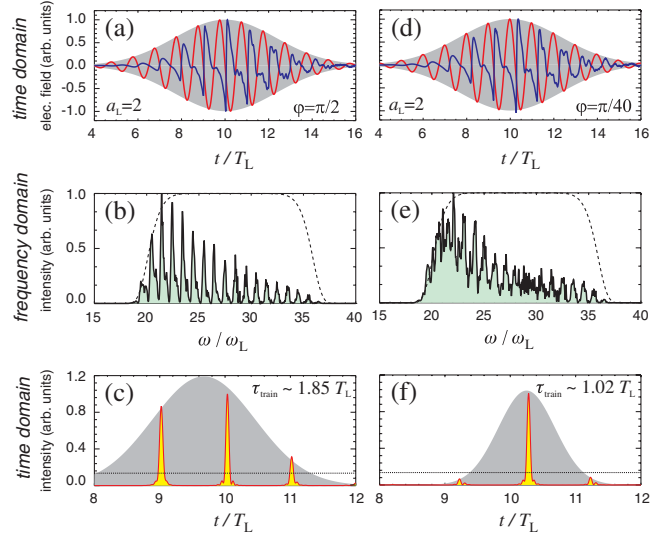 (a)
(d)
time domain
elec. field (arb. units)
1.0
0.5
0.0
-0.5
-1.0
a_L=2
φ=π/2
a_L=2
φ=π/40
4 6 8 10 12 14 16
4 6 8 10 12 14 16
t / T_L
t / T_L
(b)
(e)
frequency domain
intensity (arb. units)
1.0
0.5
0.0
15 20 25 30 35 40
15 20 25 30 35 40
ω / ω_L
ω / ω_L
(c)
(f)
τ_train ~ 1.85 T_L
τ_train ~ 1.02 T_L
time domain
intensity (arb. units)
1.2
0.8
0.4
0.0
8 9 10 11 12
8 9 10 11 12
t / T_L
t / T_L